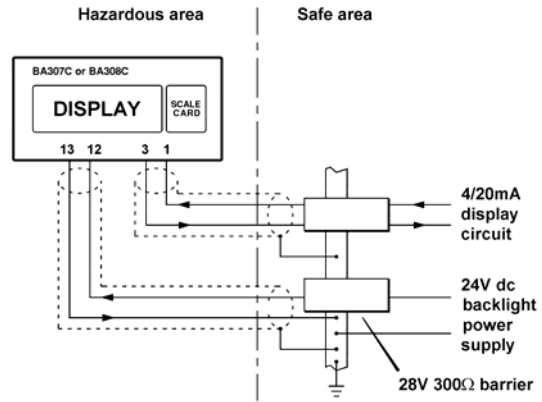 Hazardous area
Safe area
BA307C or BA308C
DISPLAY
SCALE
CARD
13 12 3 1
4/20mA
display
circuit
24V dc
backlight
power
supply
28V 300Ω barrier